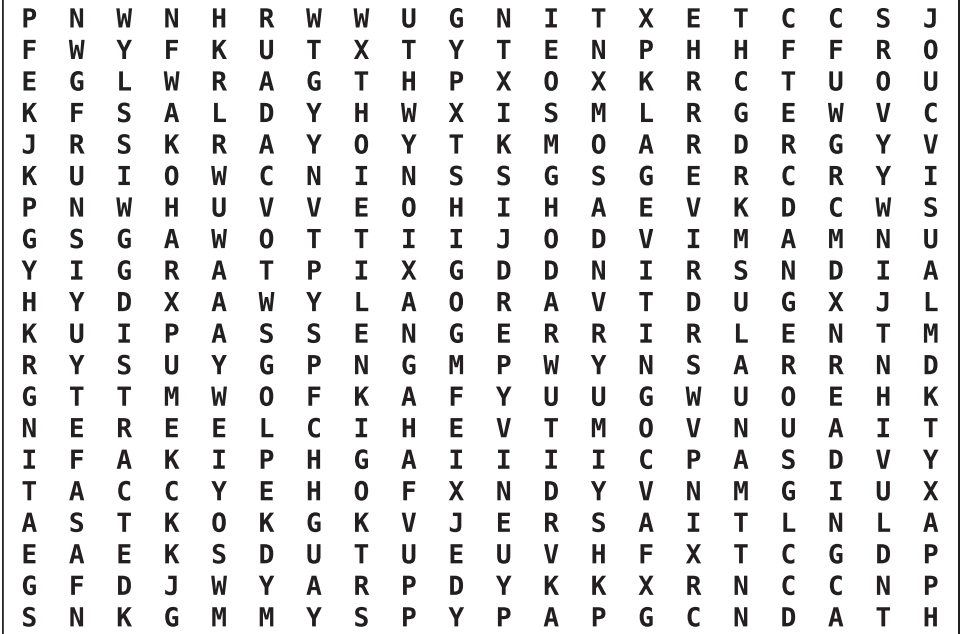 P N W N H R W W U G N I T X E T C C S J
F W Y F K U T X T Y T E N P H H F F R O
E G L W R A G T H P X O X K R C T U O U
K F S A L D Y H W X I S M L R G E W V C
J R S K R A Y O Y T K M O A R D R G Y V
K U I O W C N I N S S G S G E R C R Y I
P N W H U V V E O H I H A E V K D C W S
G S G A W O T T I I J O D V I M A M N U
Y I G R A T P I X G D D N I R S N D I A
H Y D X A W Y L A O R A V T D U G X J L
K U I P A S S E N G E R R I R L E N T M
R Y S U Y G P N G M P W Y N S A R R N D
G T T M W O F K A F Y U U G W U O E H K
N E R E E L C I H E V T M O V N U A I T
I F A K I P H G A I I I I C P A S D V Y
T A C C Y E H O F X N D Y V N M G I U X
A S T K O K G K V J E R S A I T L N L A
E A E K S D U T U E U V H F X T C G D P
G F D J W Y A R P D Y K K X R N C C N P
S N K G M M Y S P Y P A P G C N D A T H